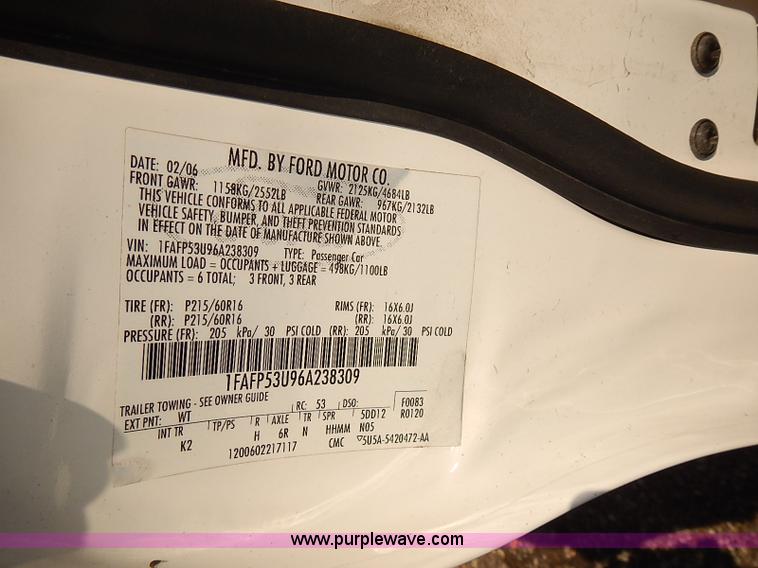 MFD. BY FORD MOTOR CO.
DATE: 02/06 GVWR: 2125KG/4684LB
FRONT GAWR: 1158KG/2552LB REAR GAWR: 967KG/2132LB
THIS VEHICLE CONFORMS TO ALL APPLICABLE FEDERAL MOTOR
VEHICLE SAFETY, BUMPER, AND THEFT PREVENTION STANDARDS
IN EFFECT ON THE DATE OF MANUFACTURE SHOWN ABOVE.
VIN: 1FAFP53U96A238309 TYPE: Passenger Car
MAXIMUM LOAD = OCCUPANTS + LUGGAGE = 498KG/1100LB
OCCUPANTS = 6 TOTAL; 3 FRONT, 3 REAR
TIRE (FR): P215/60R16 RIMS (FR): 16X6.0J
(RR): P215/60R16 (RR): 16X6.0J
PRESSURE (FR): 205 kPa/ 30 PSI COLD (RR): 205 kPa/ 30 PSI COLD
1FAFP53U96A238309
TRAILER TOWING - SEE OWNER GUIDE RC: 53 DSO: F0083
EXT PNT: WT 5DD12 R0120
INT TR TP/PS R AXLE TR SPR N05
K2 H 6R N HHMM
1200602217117 CMC ▽5U5A-5420472-AA
www.purplewave.com